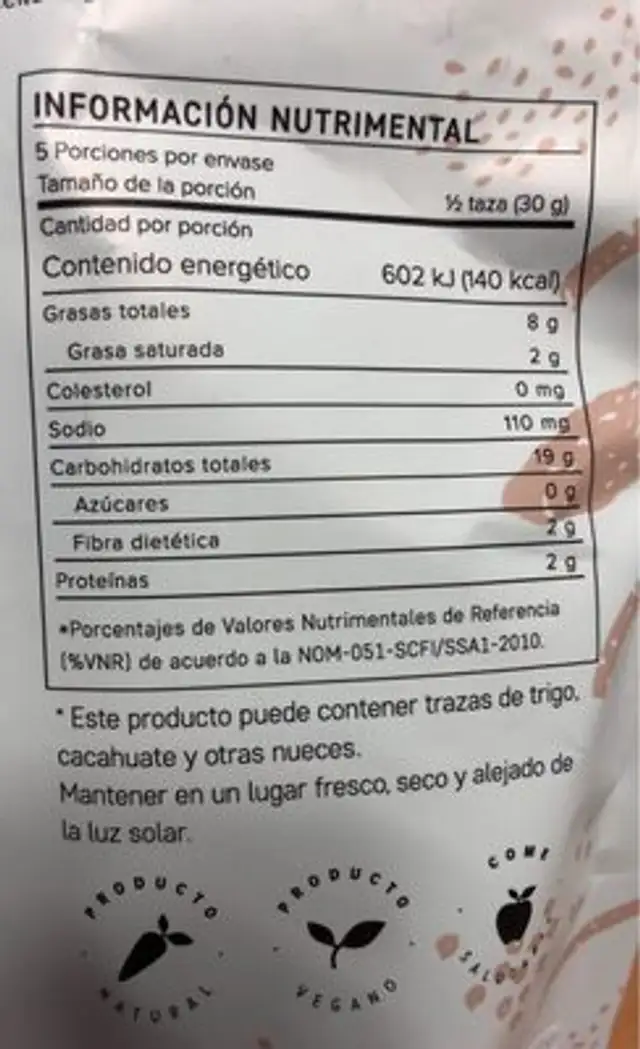 INFORMACIÓN NUTRIMENTAL
5 Porciones por envase
Tamaño de la porción ½ taza (30 g)
Cantidad por porción
Contenido energético 602 kJ (140 kcal)
Grasas totales 8 g
Grasa saturada 2 g
Colesterol 0 mg
Sodio 110 mg
Carbohidratos totales 19 g
Azúcares 0 g
Fibra dietética 2 g
Proteínas 2 g
*Porcentajes de Valores Nutrimentales de Referencia
(%VNR) de acuerdo a la NOM-051-SCFI/SSA1-2010.
* Este producto puede contener trazas de trigo,
cacahuate y otras nueces.
Mantener en un lugar fresco, seco y alejado de
la luz solar.
PRODUCTO NATURAL
PRODUCTO VEGANO
COME